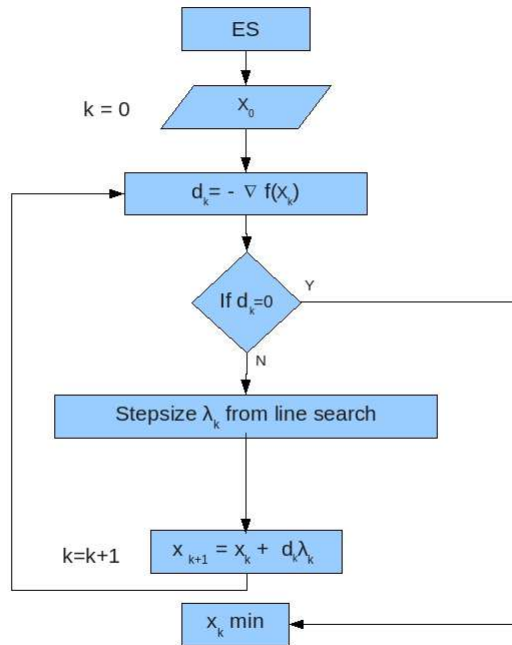 ES
k = 0
X₀
dₖ= - ∇ f(Xₖ)
If dₖ=0
Y
N
Stepsize λₖ from line search
k=k+1
x ₖ₊₁ = xₖ + dₖλₖ
xₖ min